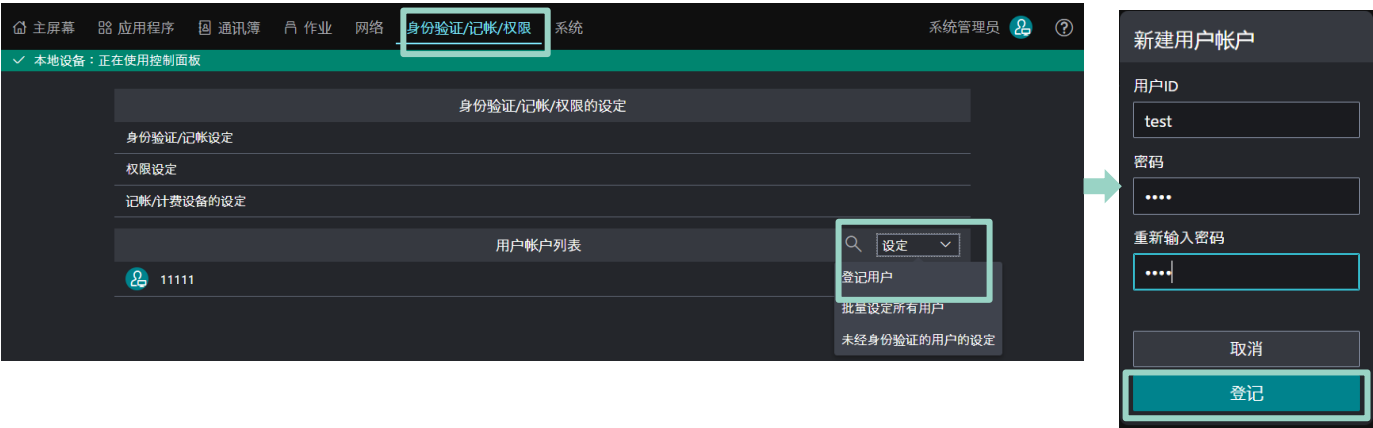 主屏幕 应用程序 通讯簿 作业 网络 身份验证/记帐/权限 系统 系统管理员
本地设备：正在使用控制面板
身份验证/记帐/权限的设定
身份验证/记帐设定
权限设定
记帐/计费设备的设定
用户帐户列表 设定
11111
登记用户
批量设定所有用户
未经身份验证的用户的设定
新建用户帐户
用户ID
test
密码
••••
重新输入密码
••••
取消
登记